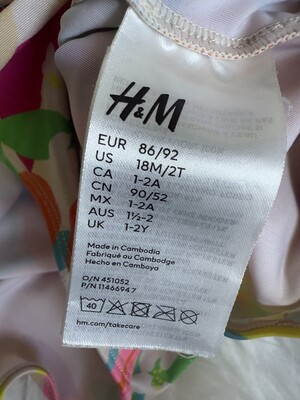 H&M
EUR 86/92
US 18M/2T
CA 1-2A
CN 90/52
MX 1-2A
AUS 1½-2
UK 1-2Y
Made in Cambodia
Fabriqué au Cambodge
Hecho en Camboya
O/N 451052
P/N 11466947
40
hm.com/takecare